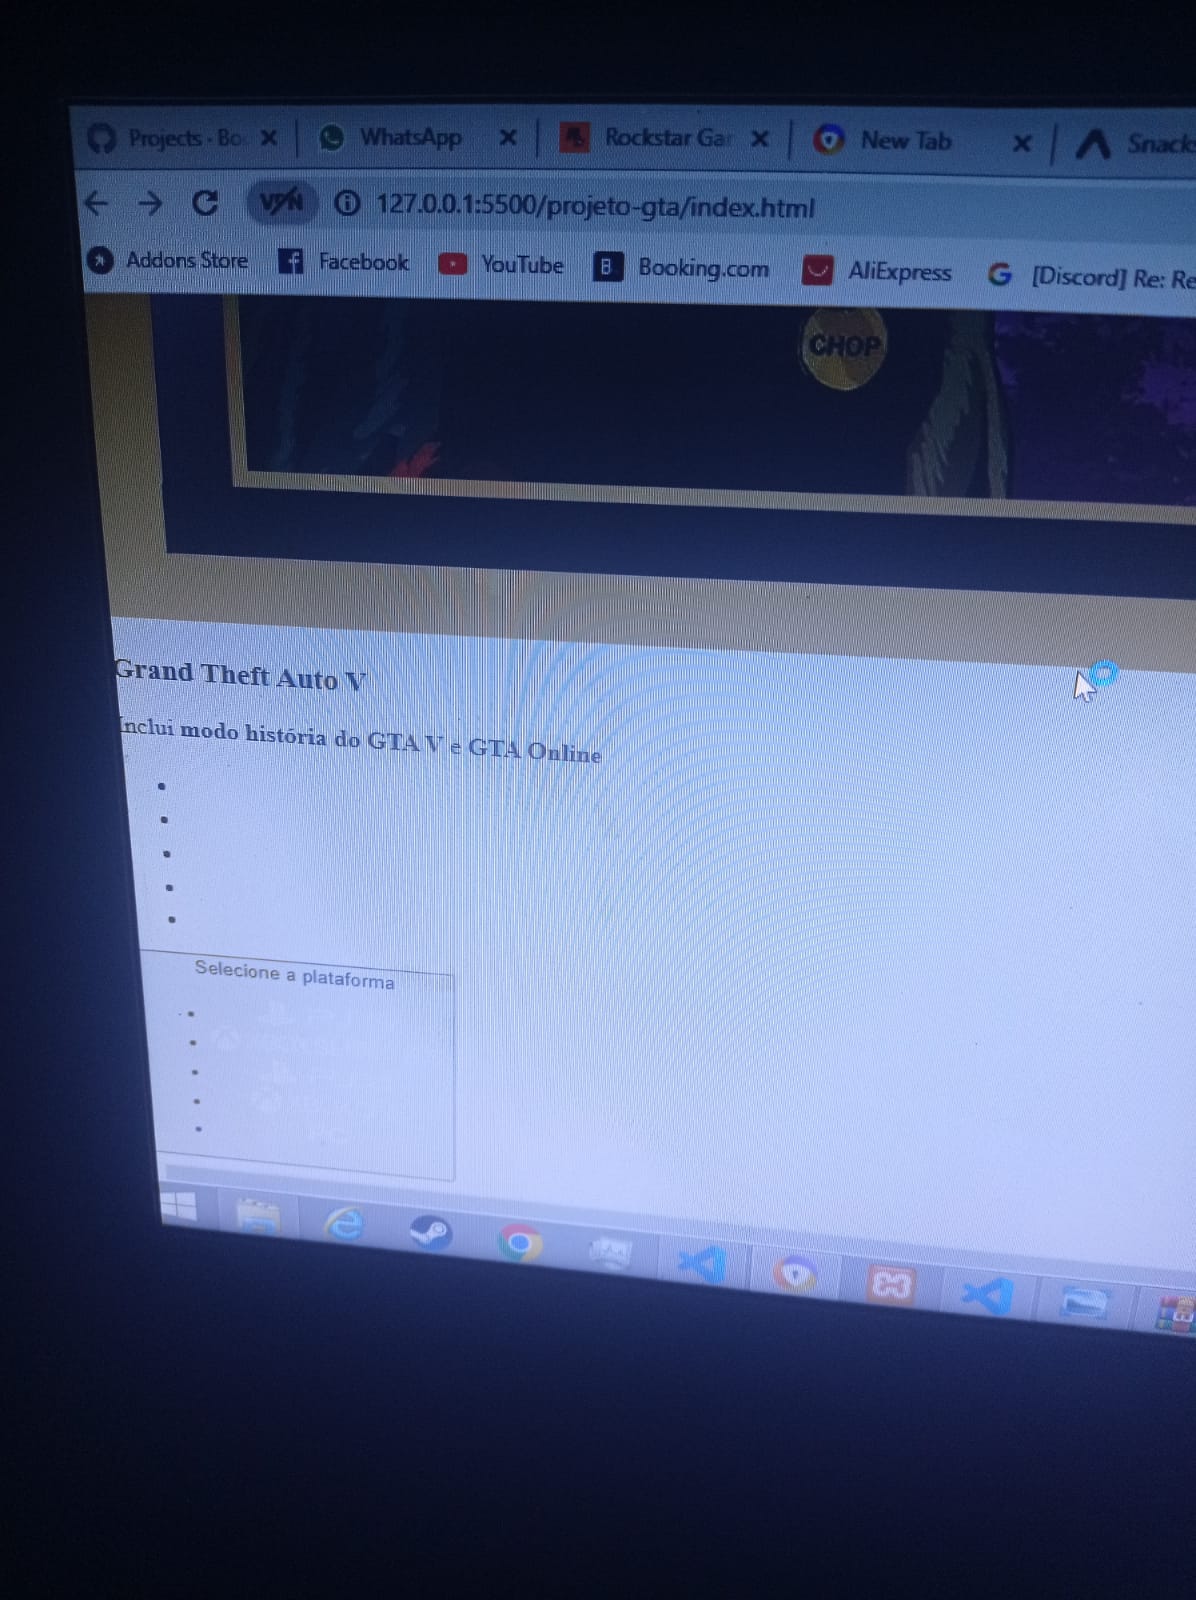 Projects - Bo
WhatsApp
Rockstar Gar
New Tab
Snack
VPN
127.0.0.1:5500/projeto-gta/index.html
Addons Store
Facebook
YouTube
Booking.com
AliExpress
[Discord] Re: Re
CHOP
Grand Theft Auto V
Inclui modo história do GTA V e GTA Online
Selecione a plataforma